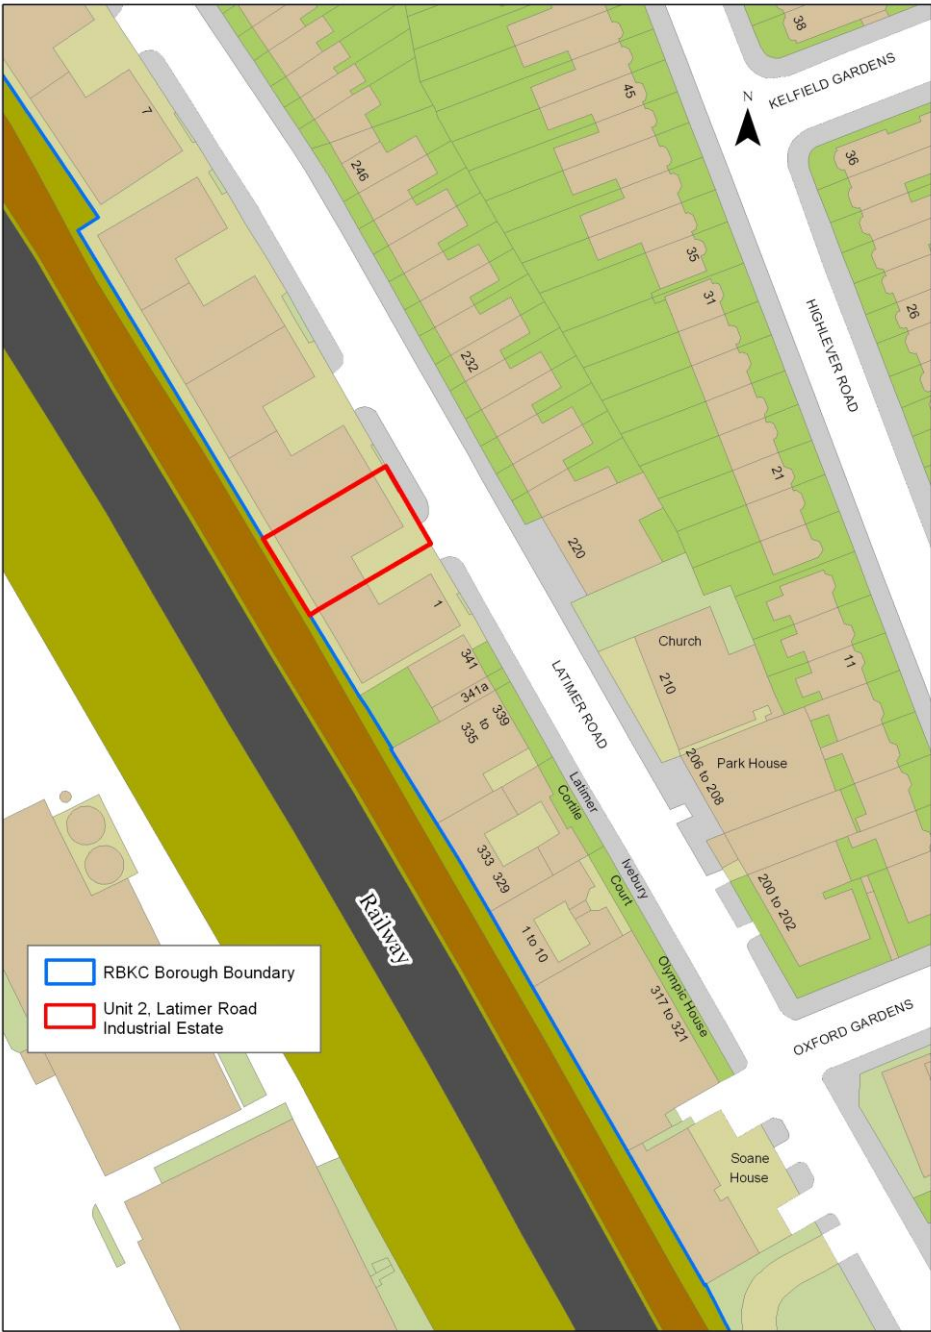 38
KELFIELD GARDENS
N
45
7
36
246
35
31
26
HIGHLEVER ROAD
232
21
220
1
Church
11
341
LATIMER ROAD
210
341a
339
to
335
206 to 208
Park House
Latimer
Cortile
333
329
Ivebury
Court
200 to 202
Railway
1 to 10
Olympic House
317 to 321
RBKC Borough Boundary
Unit 2, Latimer Road
Industrial Estate
OXFORD GARDENS
Soane
House